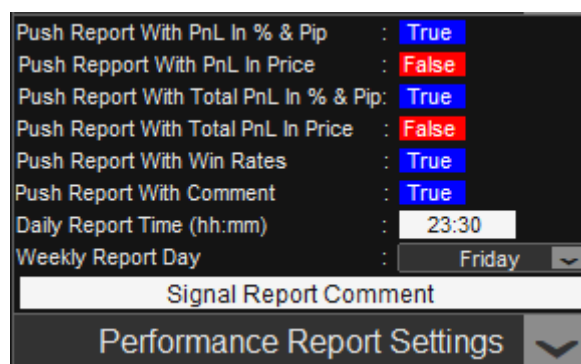 Push Report With PnL In % & Pip : True
Push Repport With PnL In Price : False
Push Report With Total PnL In % & Pip: True
Push Report With Total PnL In Price : False
Push Report With Win Rates : True
Push Report With Comment : True
Daily Report Time (hh:mm) : 23:30
Weekly Report Day : Friday
Signal Report Comment
Performance Report Settings